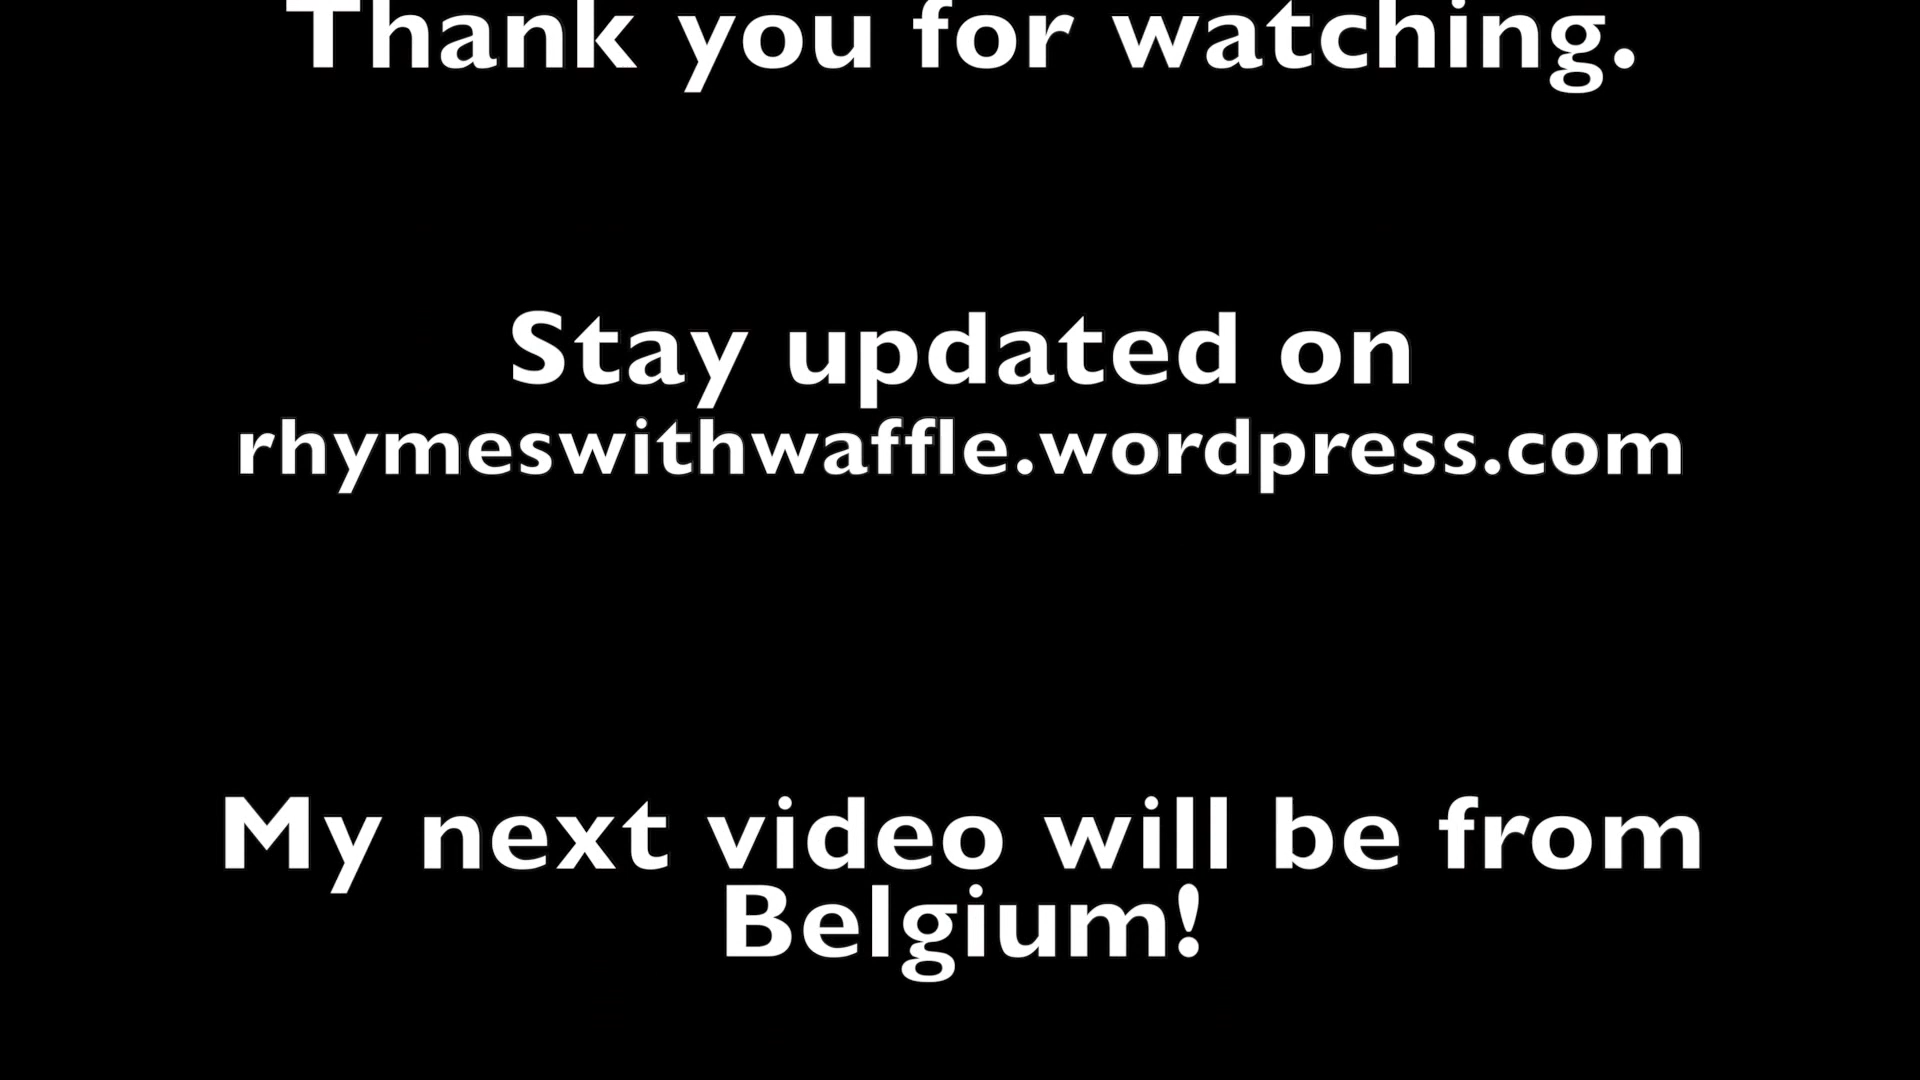 Thank you for watching.
Stay updated on
rhymeswithwaffle.wordpress.com
My next video will be from
Belgium!